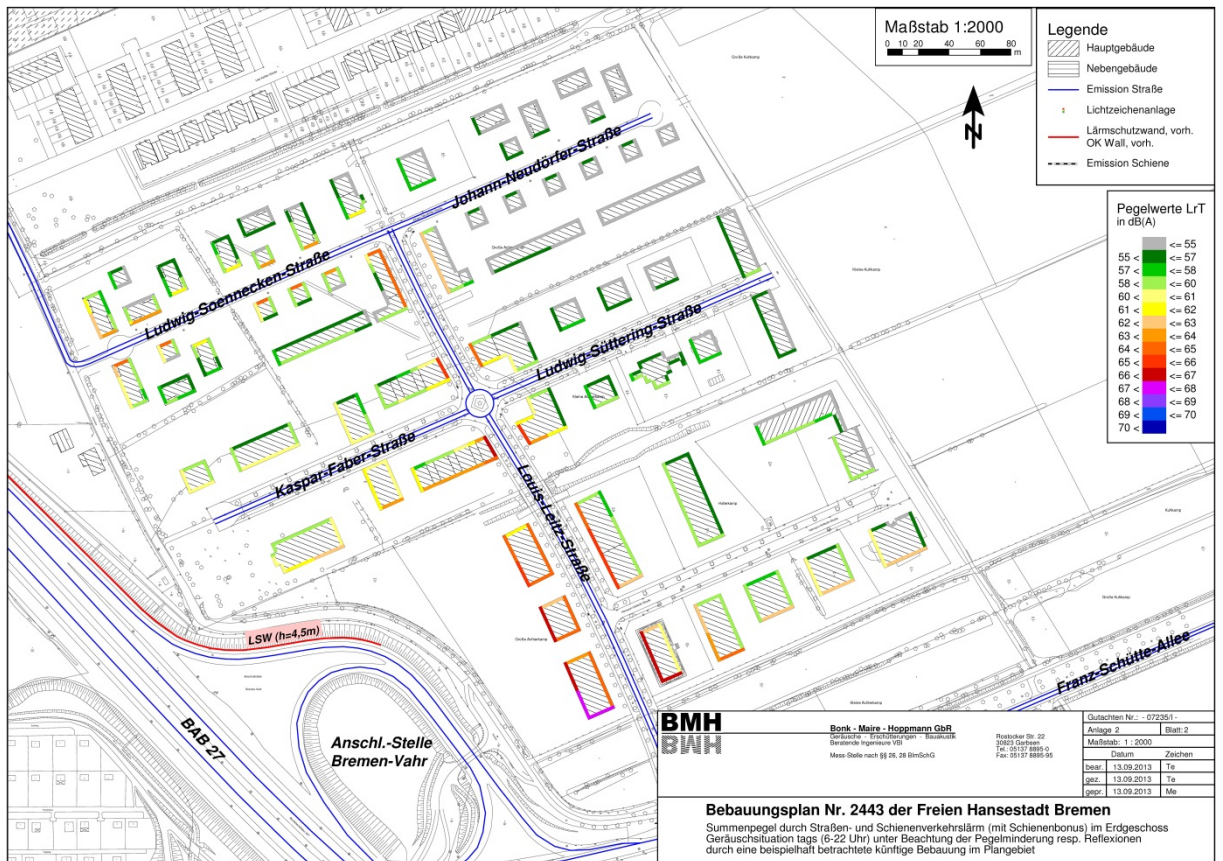 Maßstab 1:2000
0 10 20 40 60 80
m
N
Legende
Hauptgebäude
Nebengebäude
Emission Straße
Lichtzeichenanlage
Lärmschutzwand, vorh.
OK Wall, vorh.
Emission Schiene
Pegelwerte LrT
in dB(A)
<= 55
55 < <= 57
57 < <= 58
58 < <= 60
60 < <= 61
61 < <= 62
62 < <= 63
63 < <= 64
64 < <= 65
65 < <= 66
66 < <= 67
67 < <= 68
68 < <= 69
69 < <= 70
70 <
Johann-Neudörfer-Straße
Ludwig-Soennecken-Straße
Ludwig-Süttering-Straße
Kaspar-Faber-Straße
Louis-Leitz-Straße
Franz-Schütte-Allee
LSW (h=4,5m)
BAB 27
Anschl.-Stelle
Bremen-Vahr
BMH
Bonk - Maire - Hoppmann GbR
Geräusche - Erschütterungen - Bauakustik
Beratende Ingenieure VBI
Mess-Stelle nach §§ 26, 28 BImSchG
Rostocker Str. 22
30823 Garbsen
Tel.: 05137 8895-0
Fax: 05137 8895-95
Gutachten Nr.: - 07235/I -
Anlage 2 Blatt: 2
Maßstab: 1 : 2000
Datum Zeichen
bear. 13.09.2013 Te
gez. 13.09.2013 Te
gepr. 13.09.2013 Me
Bebauungsplan Nr. 2443 der Freien Hansestadt Bremen
Summenpegel durch Straßen- und Schienenverkehrslärm (mit Schienenbonus) im Erdgeschoss
Geräuschsituation tags (6-22 Uhr) unter Beachtung der Pegelminderung resp. Reflexionen
durch eine beispielhaft betrachtete künftige Bebauung im Plangebiet